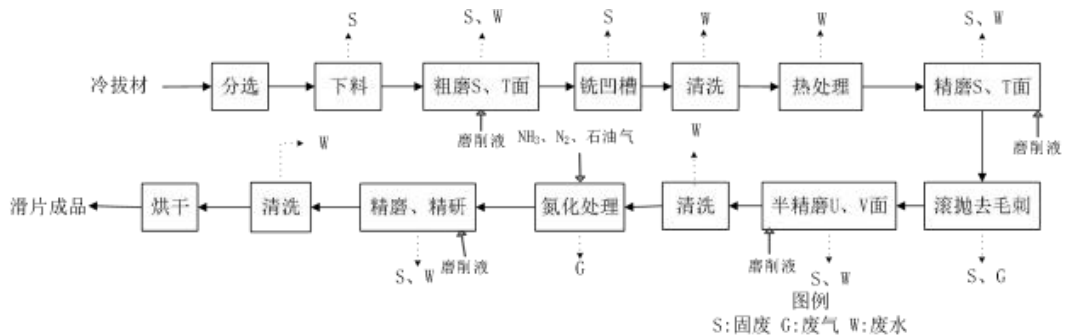 S
S、W
S
W
W
S、W
冷拔材
分选
下料
粗磨S、T面
铣凹槽
清洗
热处理
精磨S、T面
磨削液
NH₃、N₂、石油气
W
W
磨削液
滑片成品
烘干
清洗
精磨、精研
氮化处理
清洗
半精磨U、V面
滚抛去毛刺
S、W
磨削液
G
磨削液
S、W
S、G
图例
S:固废 G:废气 W:废水